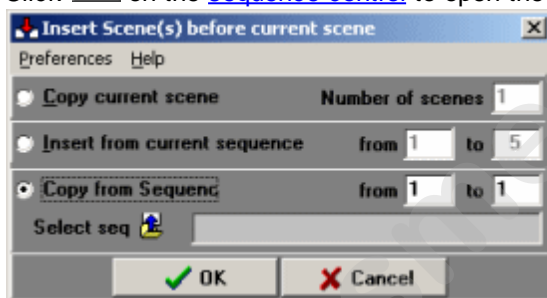 Click on the sequence control to open the
Insert Scene(s) before current scene
Preferences Help
Copy current scene Number of scenes 1
Insert from current sequence from 1 to 5
Copy from Sequenc from 1 to 1
Select seq
OK Cancel